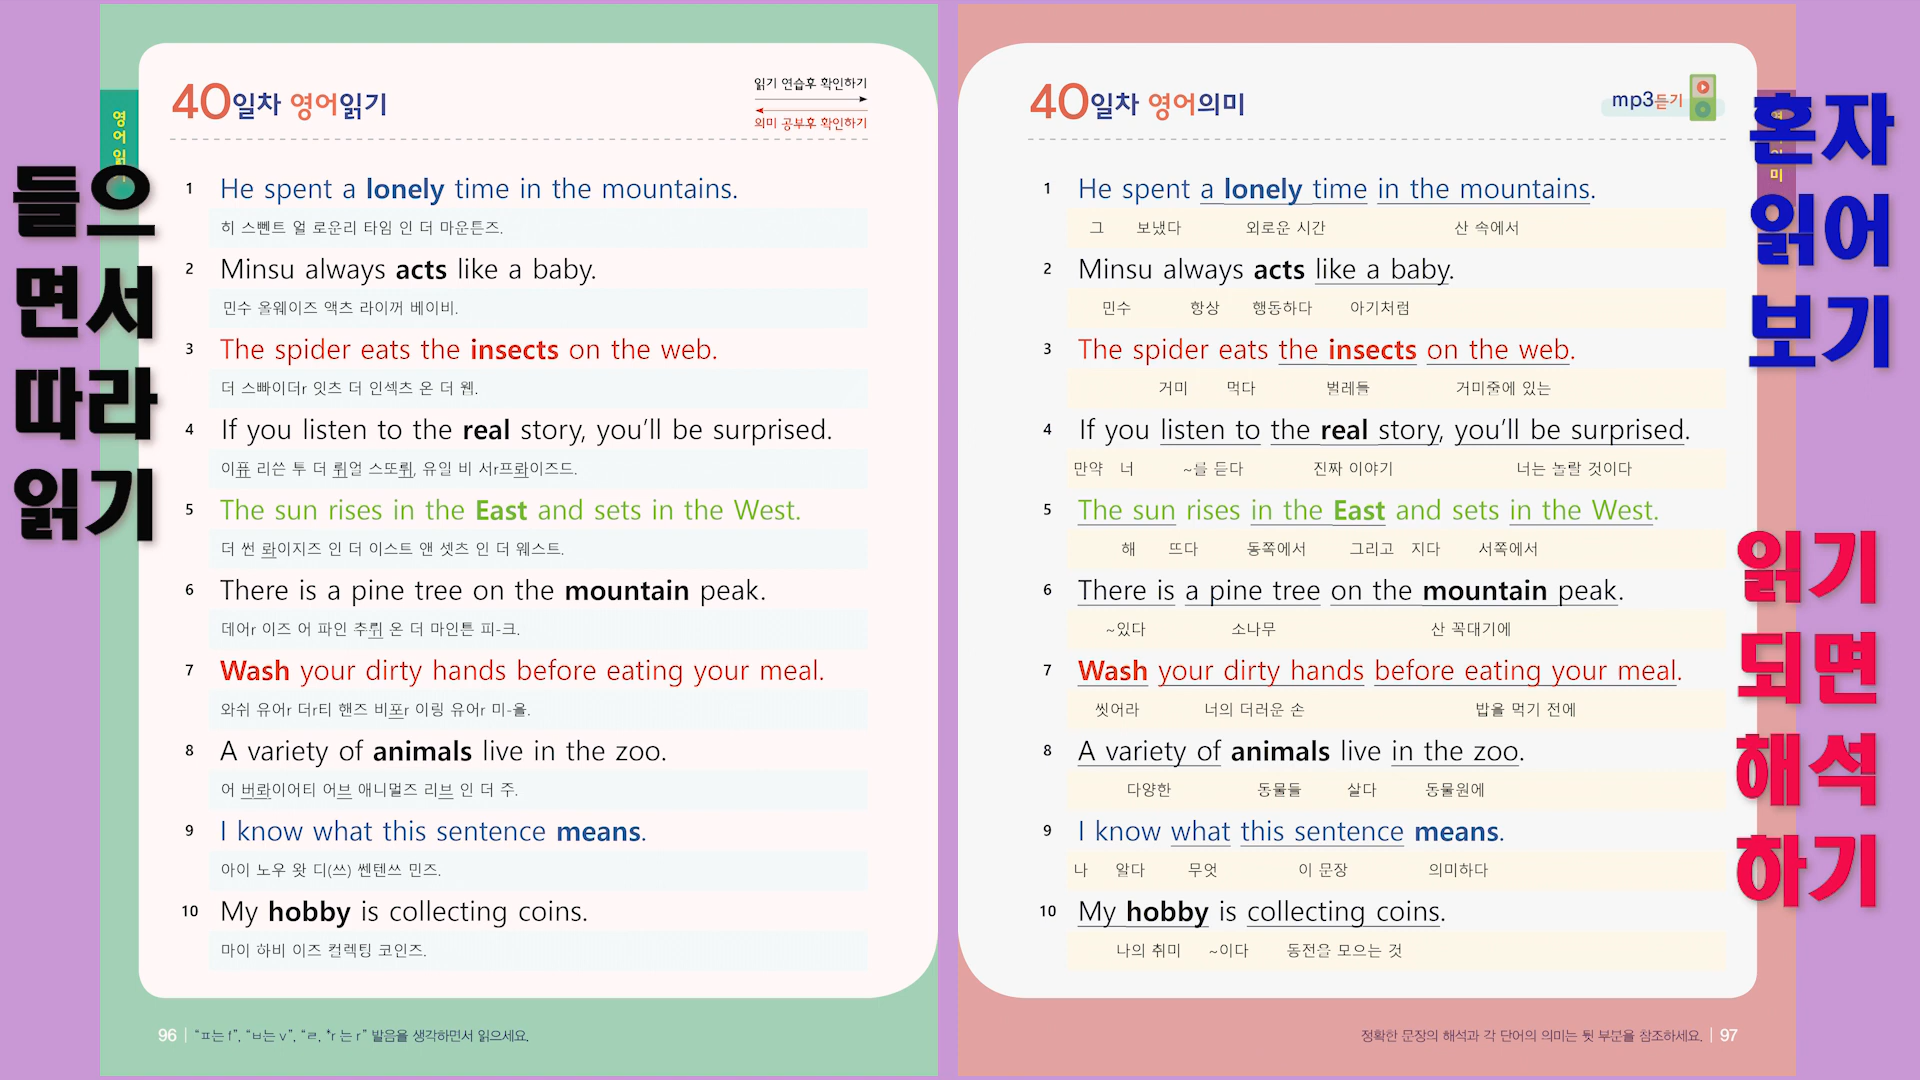 들으
면서
따라
읽기
영어읽
40일차 영어읽기
읽기 연습후 확인하기
의미 공부후 확인하기
1 He spent a lonely time in the mountains.
히 스뻰트 얼 로운리 타임 인 더 마운튼즈.
2 Minsu always acts like a baby.
민수 올웨이즈 액츠 라이꺼 베이비.
3 The spider eats the insects on the web.
더 스빠이더r 잇츠 더 인섹츠 온 더 웹.
4 If you listen to the real story, you’ll be surprised.
이표 리쓴 투 더 뤼얼 스또뤼, 유일 비 서r프롸이즈드.
5 The sun rises in the East and sets in the West.
더 썬 롸이지즈 인 더 이스트 앤 셋츠 인 더 웨스트.
6 There is a pine tree on the mountain peak.
데어r 이즈 어 파인 추뤼 온 더 마인튼 피-크.
7 Wash your dirty hands before eating your meal.
와쉬 유어r 더r티 핸즈 비포r 이링 유어r 미-을.
8 A variety of animals live in the zoo.
어 버롸이어티 어브 애니멀즈 리브 인 더 주.
9 I know what this sentence means.
아이 노우 왓 디(쓰) 쎈텐쓰 민즈.
10 My hobby is collecting coins.
마이 하비 이즈 컬렉팅 코인즈.
96 | “ㅍ는 f”, “ㅂ는 v”, “ㄹ, *r 는 r” 발음을 생각하면서 읽으세요.
40일차 영어의미
mp3듣기
1 He spent a lonely time in the mountains.
그 보냈다 외로운 시간 산 속에서
2 Minsu always acts like a baby.
민수 항상 행동하다 아기처럼
3 The spider eats the insects on the web.
거미 먹다 벌레들 거미줄에 있는
4 If you listen to the real story, you’ll be surprised.
만약 너 ~를 듣다 진짜 이야기 너는 놀랄 것이다
5 The sun rises in the East and sets in the West.
해 뜨다 동쪽에서 그리고 지다 서쪽에서
6 There is a pine tree on the mountain peak.
~있다 소나무 산 꼭대기에
7 Wash your dirty hands before eating your meal.
씻어라 너의 더러운 손 밥을 먹기 전에
8 A variety of animals live in the zoo.
다양한 동물들 살다 동물원에
9 I know what this sentence means.
나 알다 무엇 이 문장 의미하다
10 My hobby is collecting coins.
나의 취미 ~이다 동전을 모으는 것
정확한 문장의 해석과 각 단어의 의미는 뒷 부분을 참조하세요. | 97
혼자
읽어
보기
읽기
되면
해석
하기